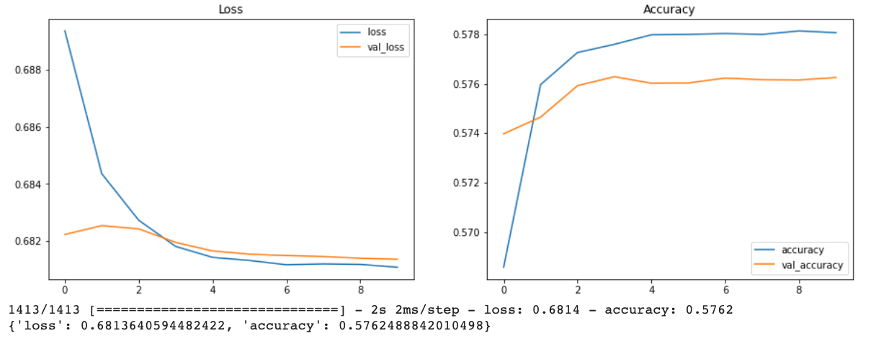 Loss
loss
val_loss
0.688
0.686
0.684
0.682
0 2 4 6 8
Accuracy
0.578
0.576
0.574
0.572
0.570
accuracy
val_accuracy
0 2 4 6 8
1413/1413 [==============================] - 2s 2ms/step - loss: 0.6814 - accuracy: 0.5762
{'loss': 0.6813640594482422, 'accuracy': 0.5762488842010498}